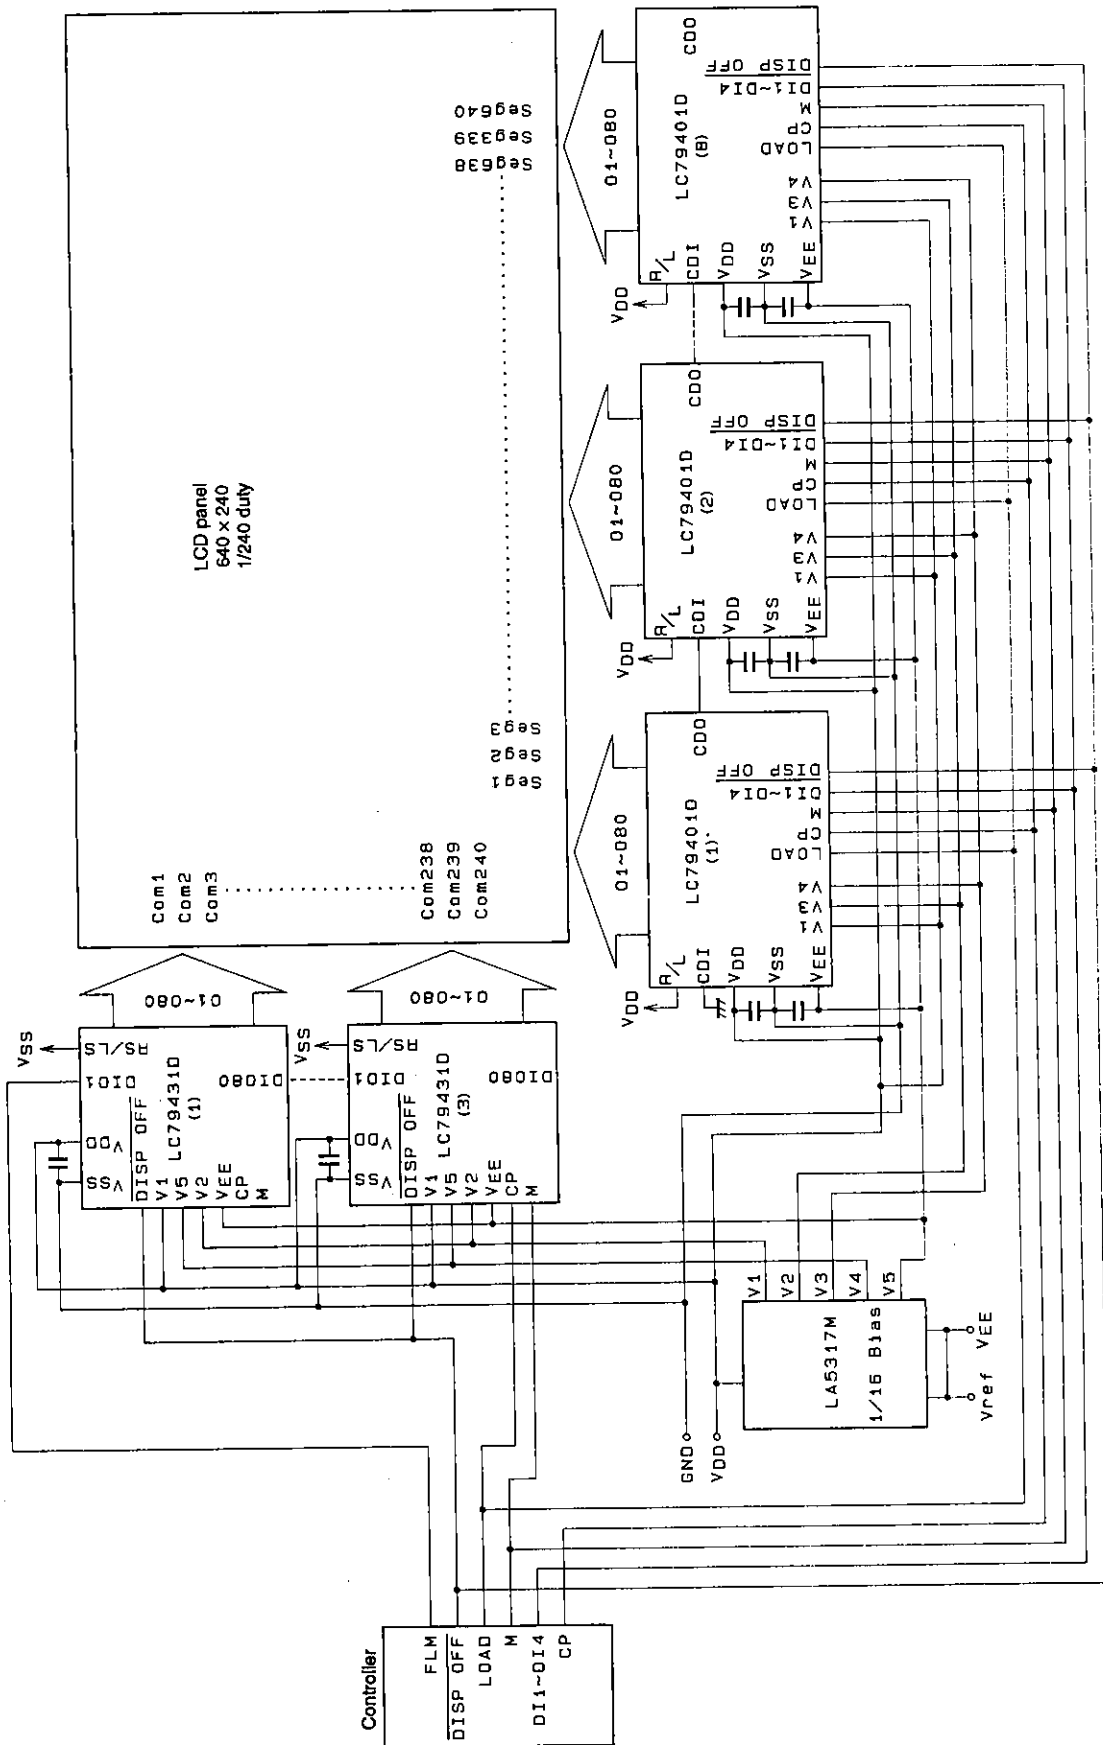 LCD panel
640 x 240
1/240 duty
Com1
Com2
Com3
Com238
Com239
Com240
Seg1
Seg2
Seg3
Seg638
Seg339
Seg640
VSS
RS/LS
DIO1
DIO80
DISP OFF
VDD
VSS
LC79431D
(1)
V1
V5
V2
VEE
CP
M
O1~O80
VSS
RS/LS
DIO1
DIO80
DISP OFF
VDD
VSS
LC79431D
(3)
V1
V5
V2
VEE
CP
M
O1~O80
O1~O80
VDD
R/L
CDI
VDD
VSS
VEE
LC79401D
(1)
CDO
DISP OFF
DI1~DI4
M
CP
LOAD
V4
V3
V1
O1~O80
VDD
R/L
CDI
VDD
VSS
VEE
LC79401D
(2)
CDO
DISP OFF
DI1~DI4
M
CP
LOAD
V4
V3
V1
O1~O80
VDD
R/L
CDI
VDD
VSS
VEE
LC79401D
(8)
CDO
DISP OFF
DI1~DI4
M
CP
LOAD
V4
V3
V1
Controller
FLM
DISP OFF
LOAD
M
DI1~DI4
CP
GND
VDD
LA5317M
1/16 Bias
V1
V2
V3
V4
V5
Vref
VEE